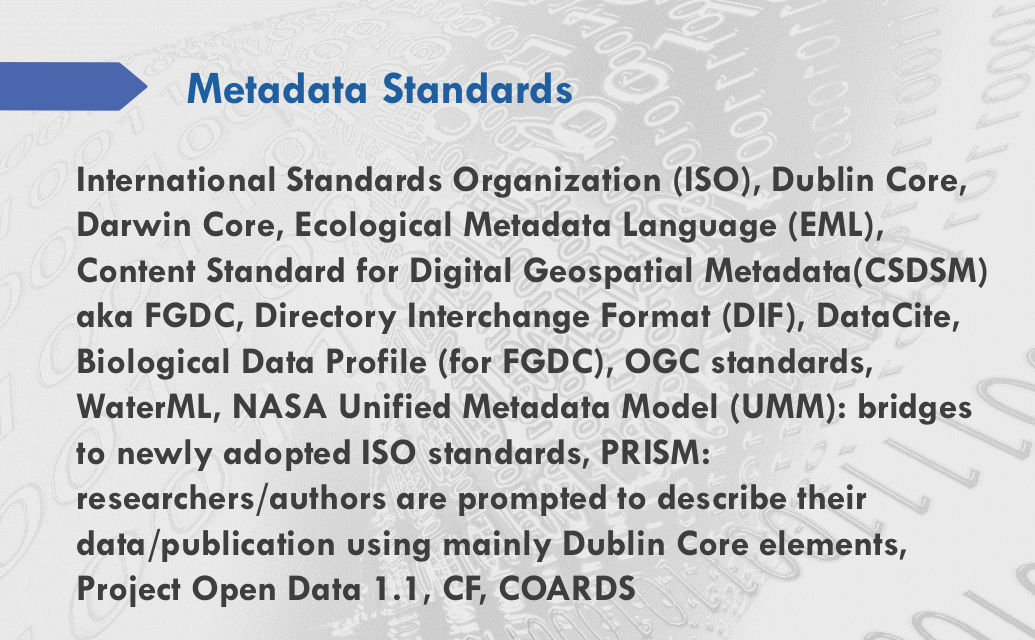 Metadata Standards
International Standards Organization (ISO), Dublin Core,
Darwin Core, Ecological Metadata Language (EML),
Content Standard for Digital Geospatial Metadata(CSDSM)
aka FGDC, Directory Interchange Format (DIF), DataCite,
Biological Data Profile (for FGDC), OGC standards,
WaterML, NASA Unified Metadata Model (UMM): bridges
to newly adopted ISO standards, PRISM:
researchers/authors are prompted to describe their
data/publication using mainly Dublin Core elements,
Project Open Data 1.1, CF, COARDS